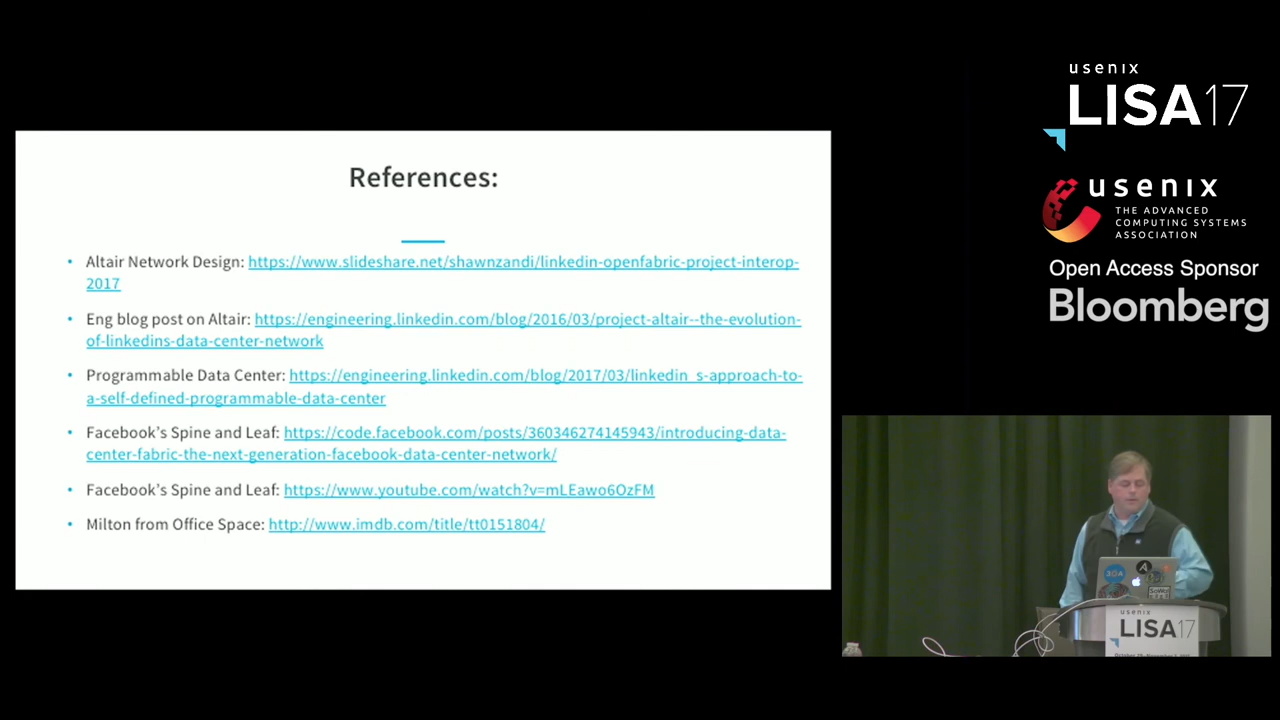 References:
• Altair Network Design: https://www.slideshare.net/shawnzandi/linkedin-openfabric-project-interop-
2017
• Eng blog post on Altair: https://engineering.linkedin.com/blog/2016/03/project-altair--the-evolution-
of-linkedins-data-center-network
• Programmable Data Center: https://engineering.linkedin.com/blog/2017/03/linkedin_s-approach-to-
a-self-defined-programmable-data-center
• Facebook’s Spine and Leaf: https://code.facebook.com/posts/360346274145943/introducing-data-
center-fabric-the-next-generation-facebook-data-center-network/
• Facebook’s Spine and Leaf: https://www.youtube.com/watch?v=mLEawo6OzFM
• Milton from Office Space: http://www.imdb.com/title/tt0151804/
usenix
LISA17
usenix
THE ADVANCED
COMPUTING SYSTEMS
ASSOCIATION
Open Access Sponsor
Bloomberg
usenix
LISA17